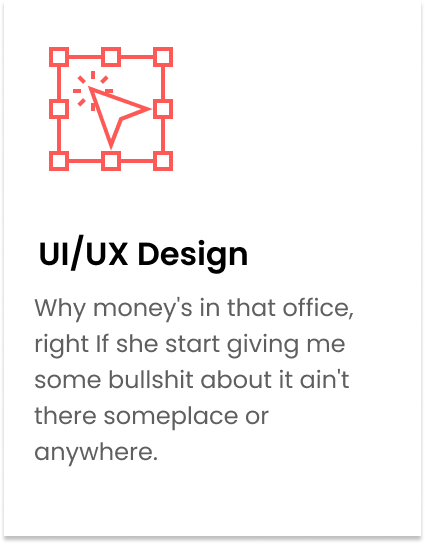 UI/UX Design
Why money's in that office,
right If she start giving me
some bullshit about it ain't
there someplace or
anywhere.